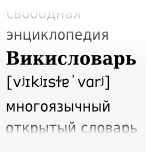 свободная
энциклопедия
Викисловарь
[vʲɪkʲɪsɫɐˈvarʲ]
многоязычный
открытый словарь